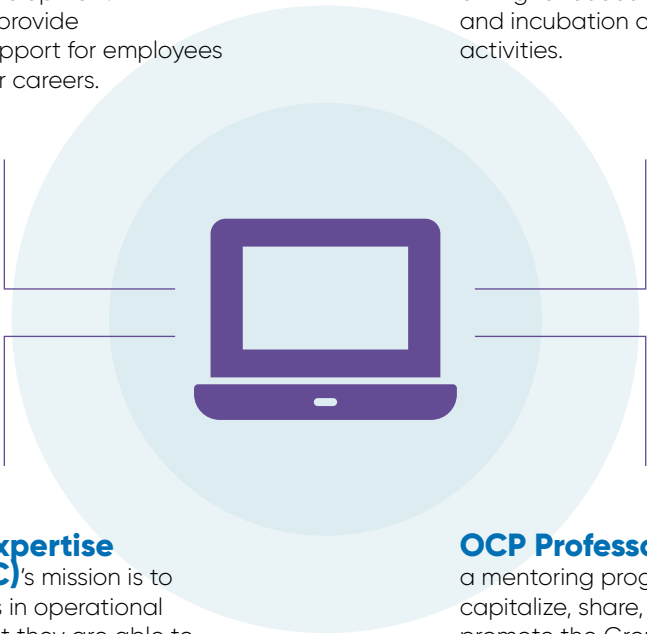 provide
pport for employees
r careers.
and incubation o
activities.
xpertise
C)'s mission is to
s in operational
OCP Professo
a mentoring prog
capitalize, share,